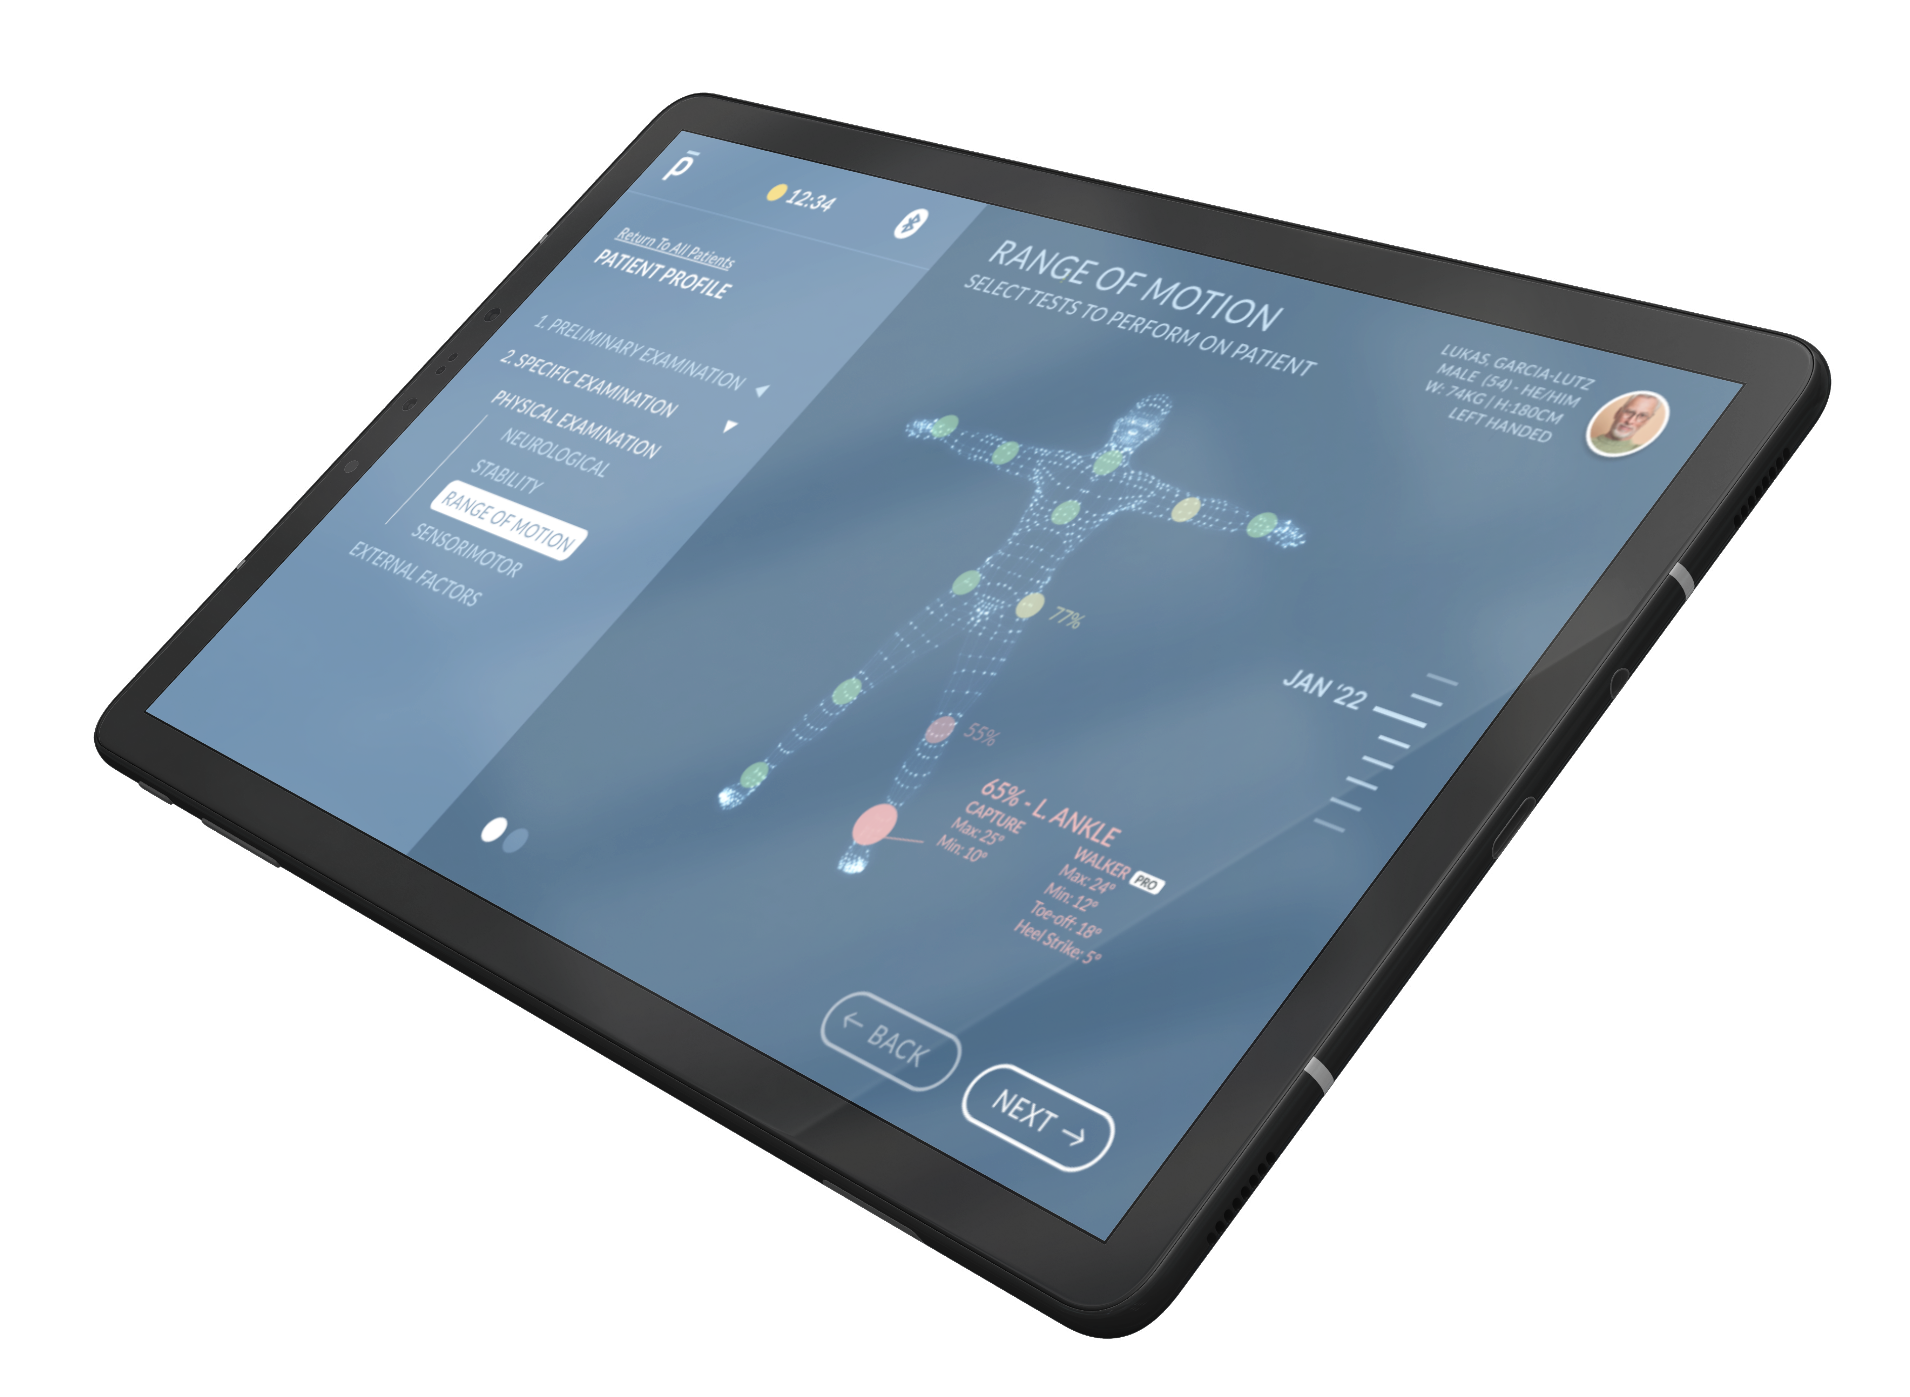 p
12:34
Return To All Patients
PATIENT PROFILE
1. PRELIMINARY EXAMINATION
2. SPECIFIC EXAMINATION
PHYSICAL EXAMINATION
NEUROLOGICAL
STABILITY
RANGE OF MOTION
SENSORIMOTOR
EXTERNAL FACTORS
RANGE OF MOTION
SELECT TESTS TO PERFORM ON PATIENT
LUKAS, GARCIA-LUTZ
MALE (54) - HE/HIM
W: 74KG | H:180CM
LEFT HANDED
77%
55%
JAN '22
65% - L. ANKLE
CAPTURE
Max: 25°
Min: 10°
WALKER PRO
Max: 24°
Min: 12°
Toe-off: 18°
Heel Strike: 5°
← BACK
NEXT →